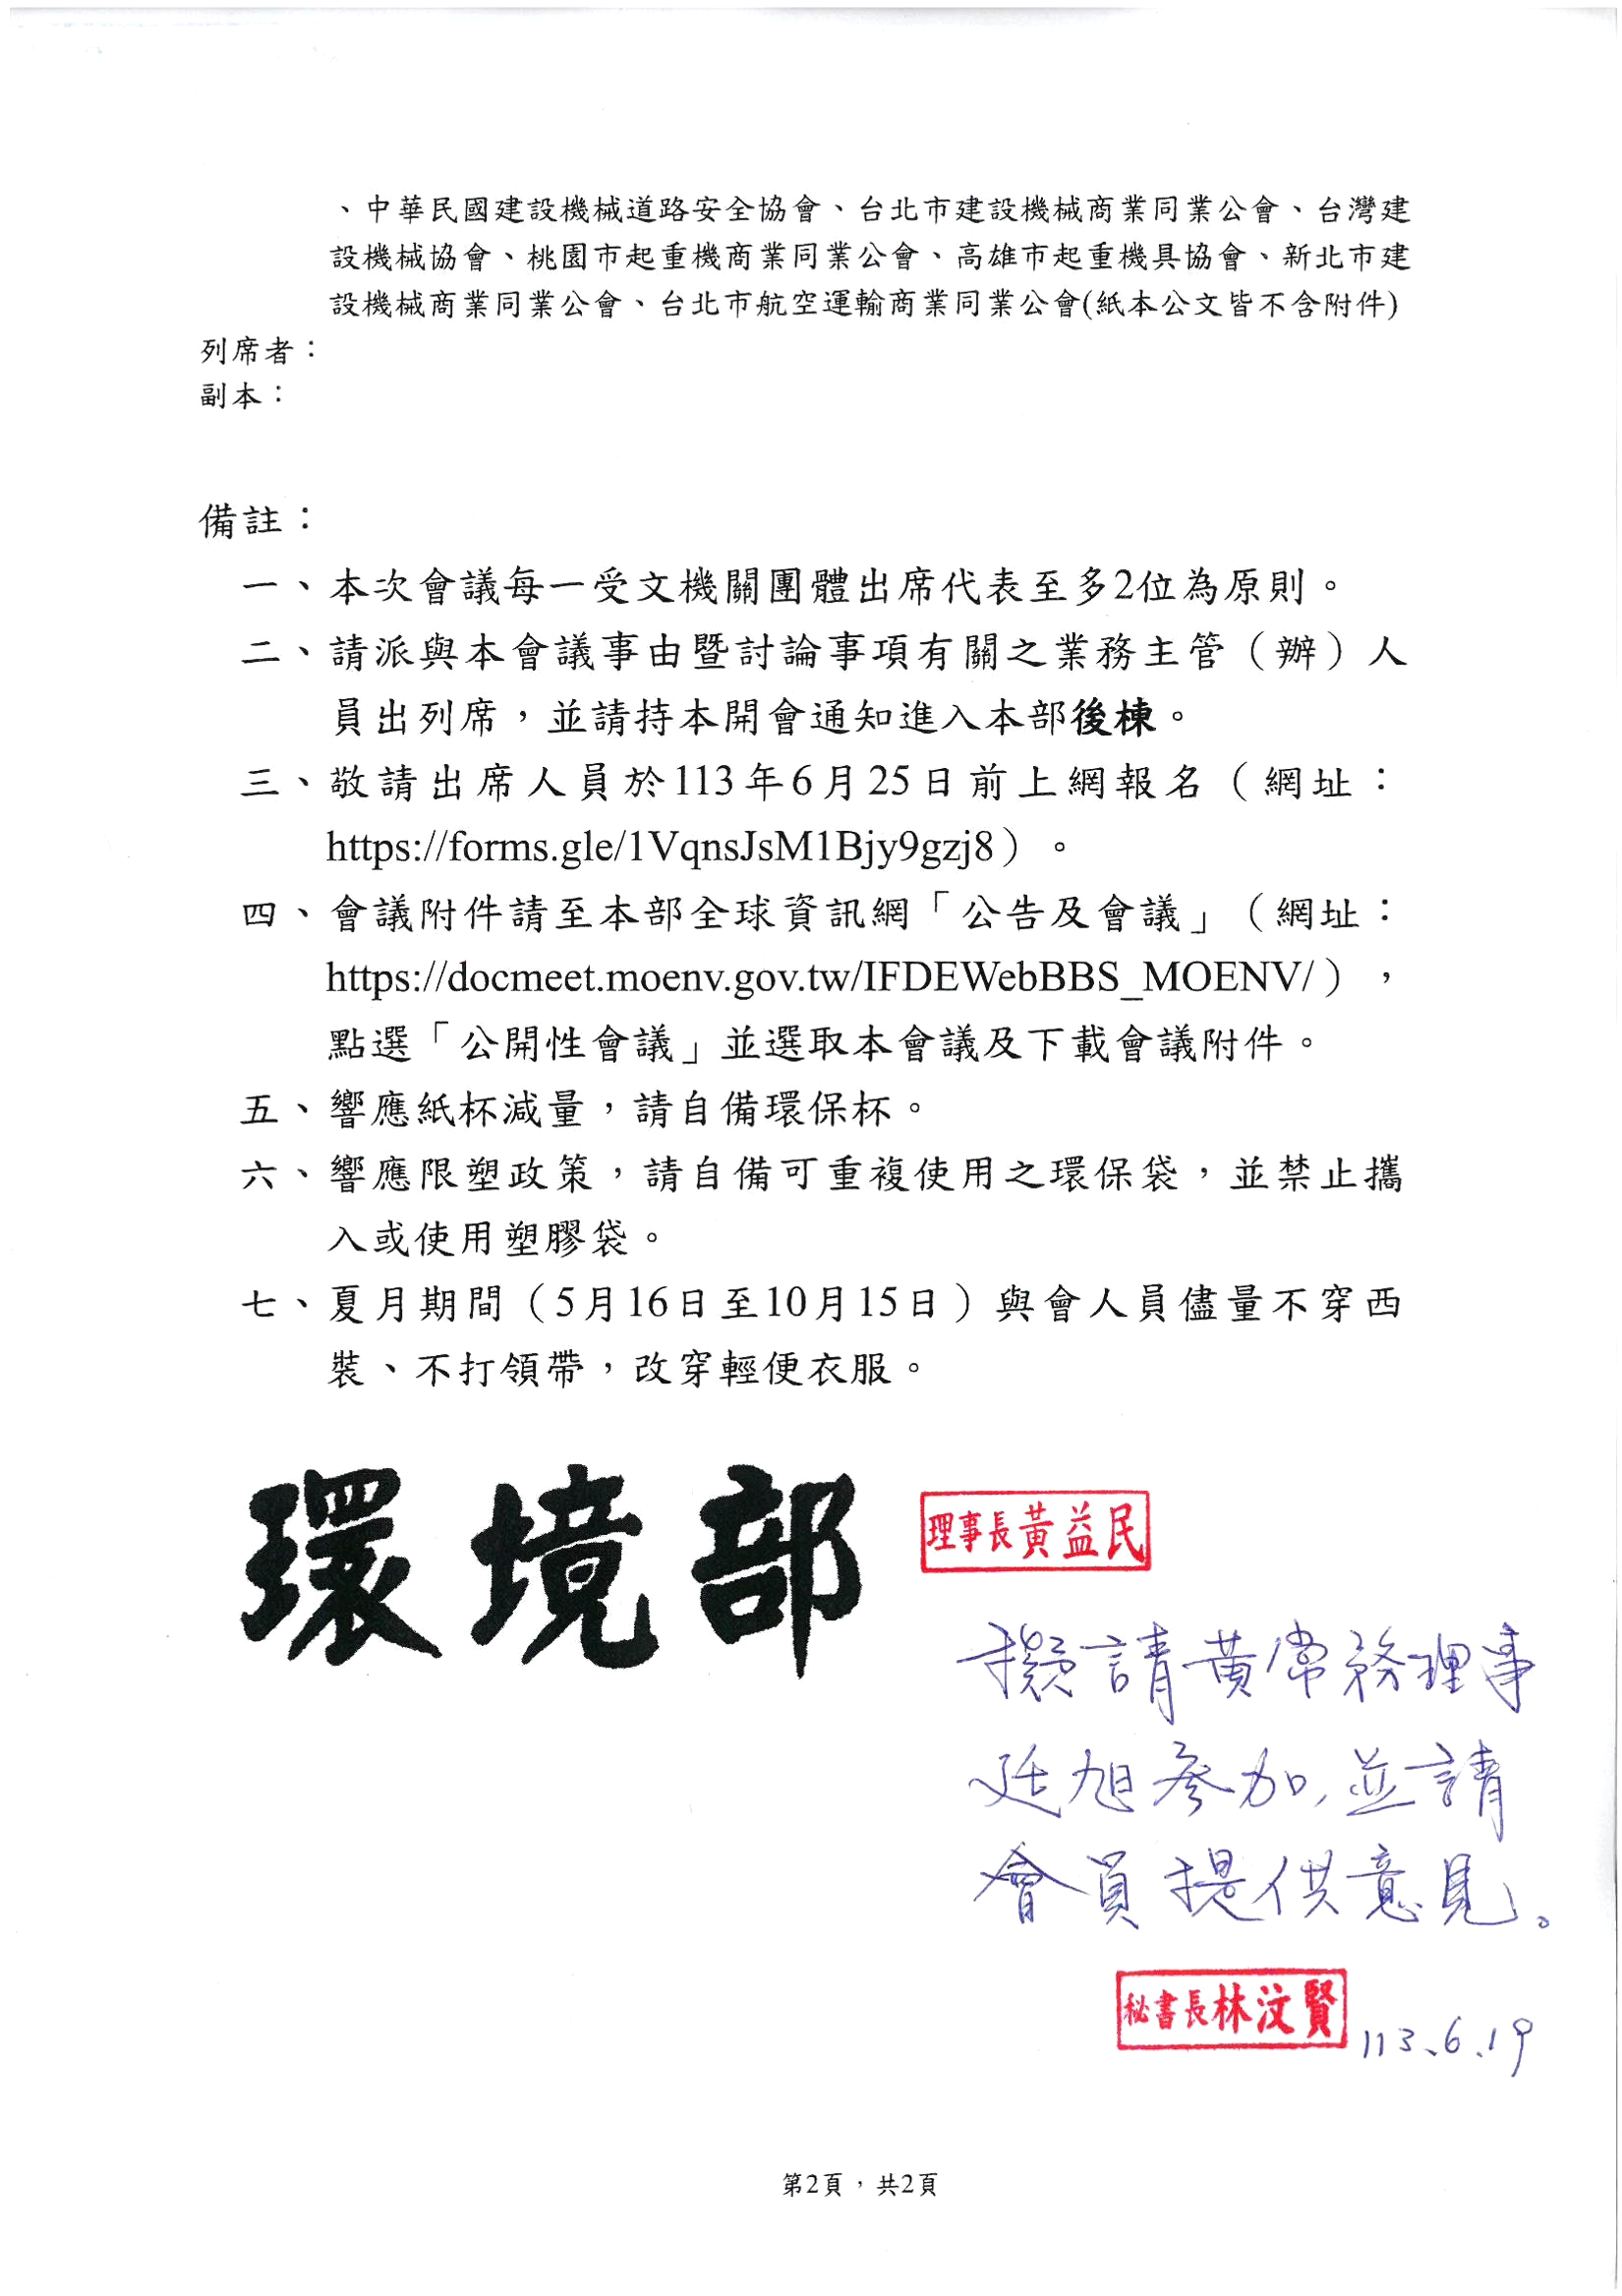 、中華民國建設機械道路安全協會、台北市建設機械商業同業公會、台灣建
設機械協會、桃園市起重機商業同業公會、高雄市起重機具協會、新北市建
設機械商業同業公會、台北市航空運輸商業同業公會(紙本公文皆不含附件)
列席者：
副本：
備註：
一、本次會議每一受文機關團體出席代表至多2位為原則。
二、請派與本會議事由暨討論事項有關之業務主管（辦）人
員出列席，並請持本開會通知進入本部後棟。
三、敬請出席人員於113年6月25日前上網報名（網址：
https://forms.gle/1VqnsJsM1Bjy9gzj8）。
四、會議附件請至本部全球資訊網「公告及會議」（網址：
https://docmeet.moenv.gov.tw/IFDEWebBBS_MOENV/），
點選「公開性會議」並選取本會議及下載會議附件。
五、響應紙杯減量，請自備環保杯。
六、響應限塑政策，請自備可重複使用之環保袋，並禁止攜
入或使用塑膠袋。
七、夏月期間（5月16日至10月15日）與會人員儘量不穿西
裝、不打領帶，改穿輕便衣服。
環境部
理事長黃益民
擬請黃常務理事
廷旭參加,並請
會員提供意見。
秘書長林汶賢
113.6.19
第2頁，共2頁